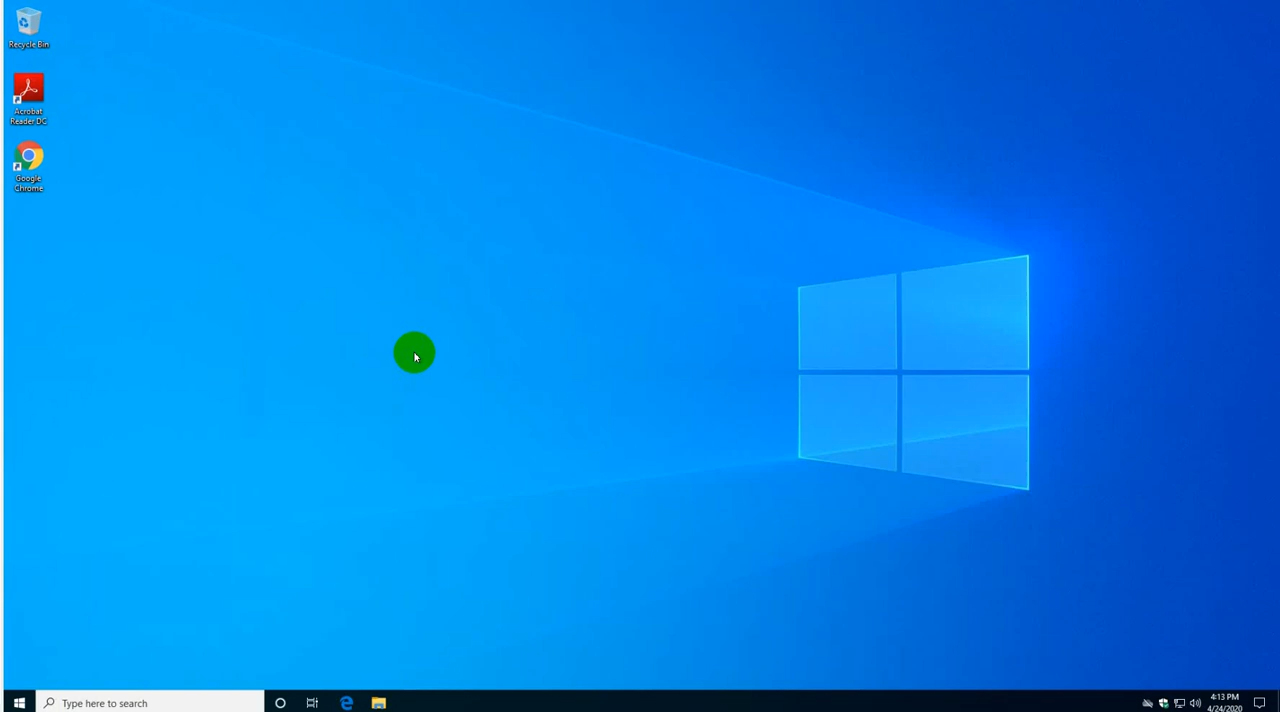 Recycle Bin
Acrobat
Reader DC
Google
Chrome
Type here to search
4:13 PM
4/24/2020